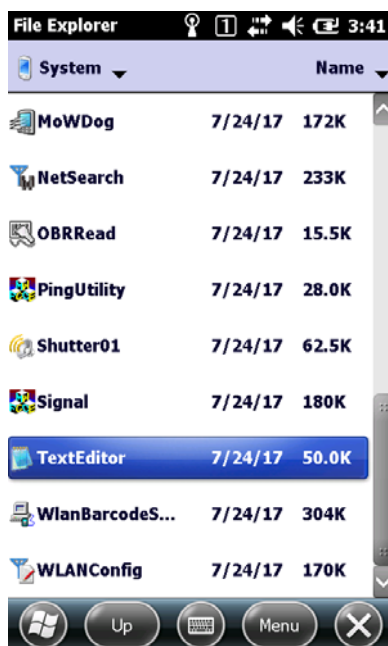 File Explorer 1 3:41
System Name
MoWDog 7/24/17 172K
NetSearch 7/24/17 233K
OBRRead 7/24/17 15.5K
PingUtility 7/24/17 28.0K
Shutter01 7/24/17 62.5K
Signal 7/24/17 180K
TextEditor 7/24/17 50.0K
WlanBarcodeS... 7/24/17 304K
WLANConfig 7/24/17 170K
Up Menu